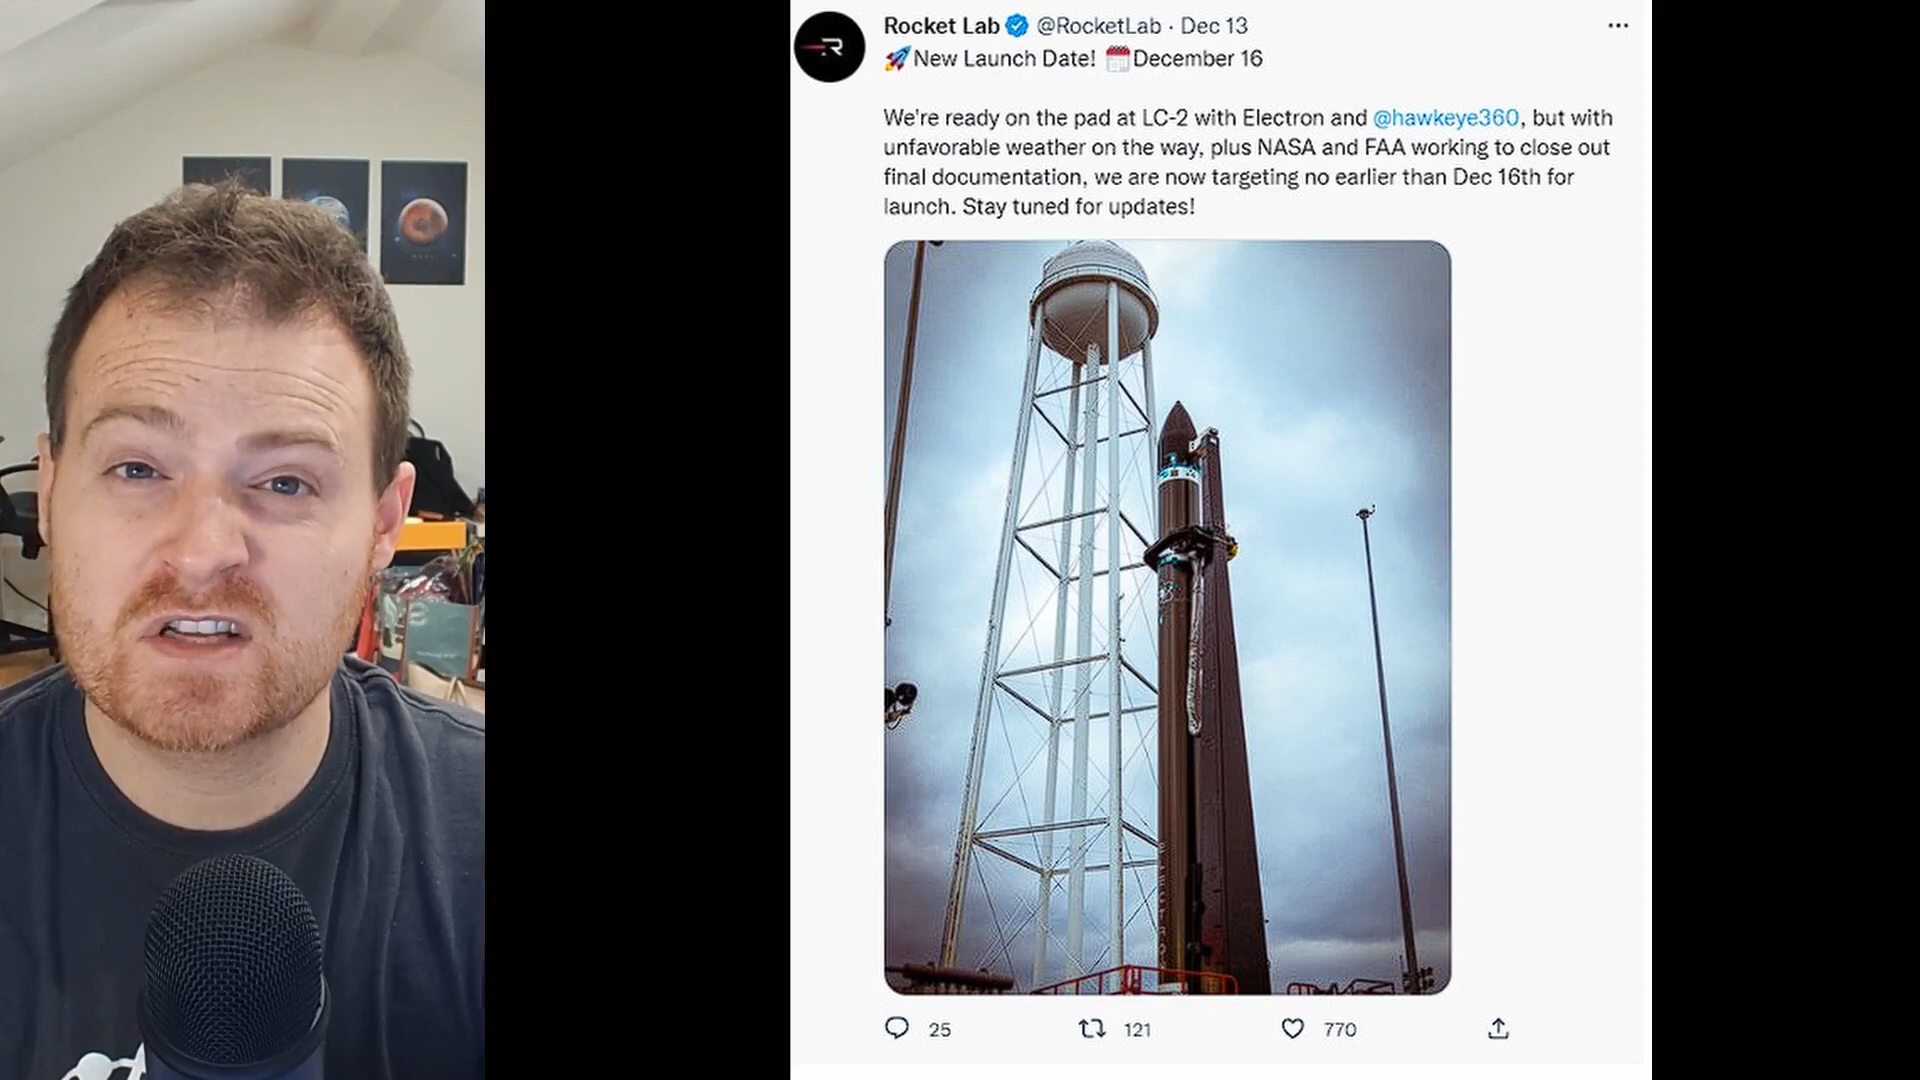 Rocket Lab @RocketLab · Dec 13
🚀New Launch Date! 🗓️December 16
We're ready on the pad at LC-2 with Electron and @hawkeye360, but with
unfavorable weather on the way, plus NASA and FAA working to close out
final documentation, we are now targeting no earlier than Dec 16th for
launch. Stay tuned for updates!
25 121 770